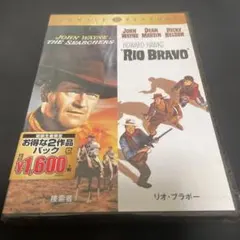 JOHN WAYNE
THE SEARCHERS
JOHN WAYNE
DEAN MARTIN
RICKY NELSON
HOWARD HAWKS'
RIO BRAVO
お得な2作品
パック
¥1,600
捜索者
リオ・ブラボー